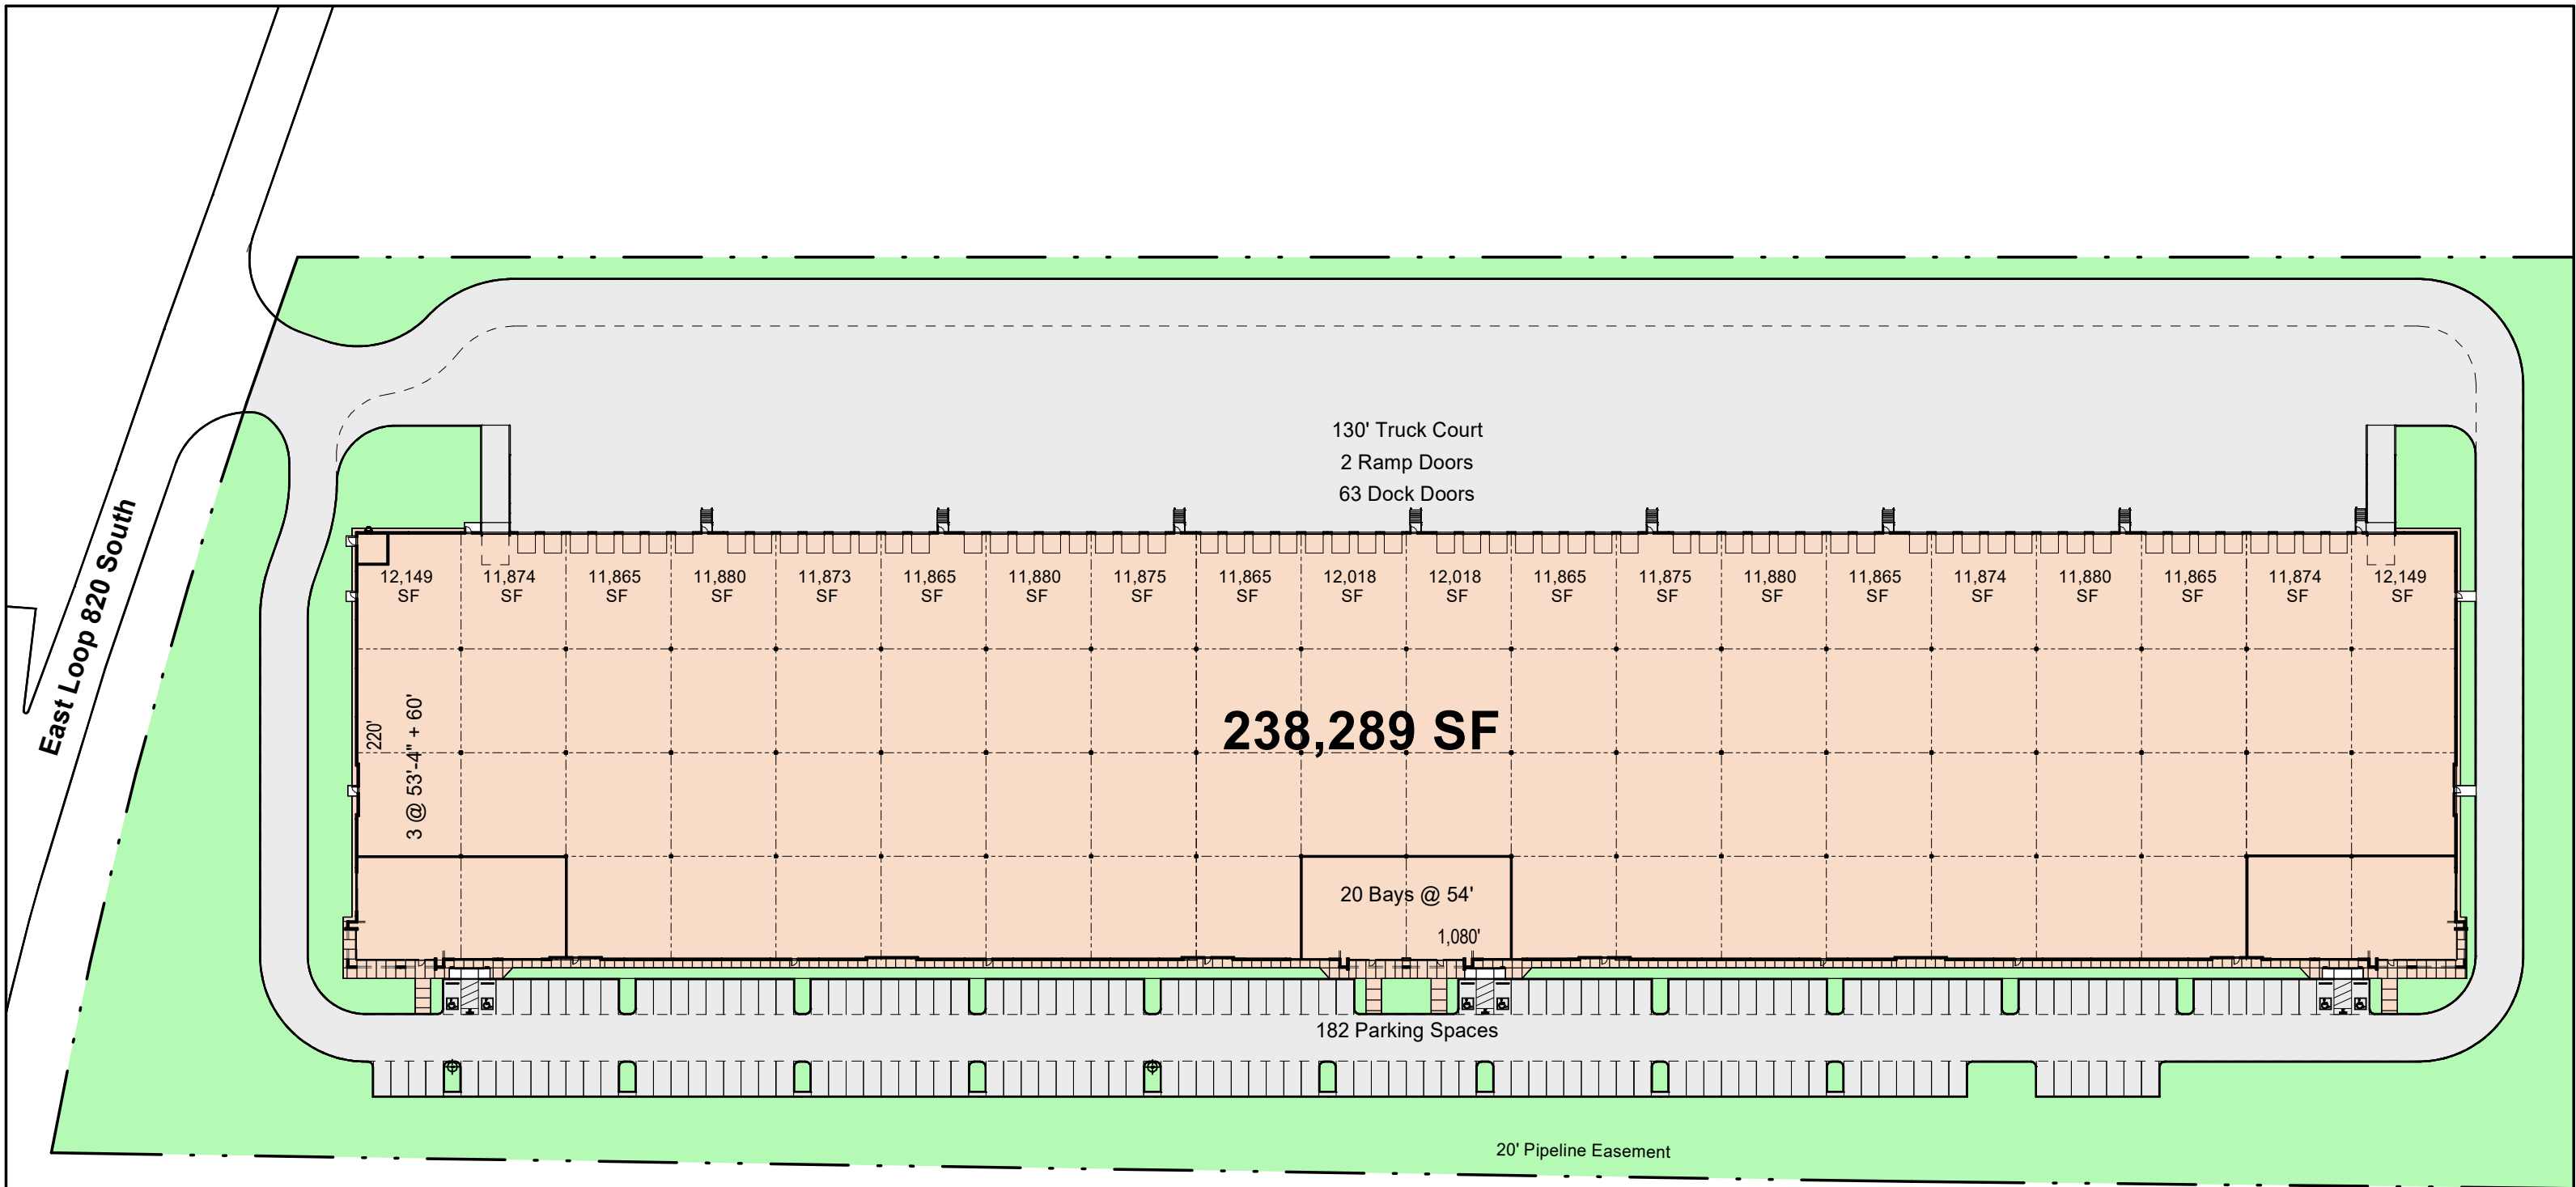 East Loop 820 South
130' Truck Court
2 Ramp Doors
63 Dock Doors
12,149 SF
11,874 SF
11,865 SF
11,880 SF
11,873 SF
11,865 SF
11,880 SF
11,875 SF
11,865 SF
12,018 SF
12,018 SF
11,865 SF
11,875 SF
11,880 SF
11,865 SF
11,874 SF
11,880 SF
11,865 SF
11,874 SF
12,149 SF
220'
3 @ 53'-4" + 60'
238,289 SF
20 Bays @ 54'
1,080'
182 Parking Spaces
20' Pipeline Easement